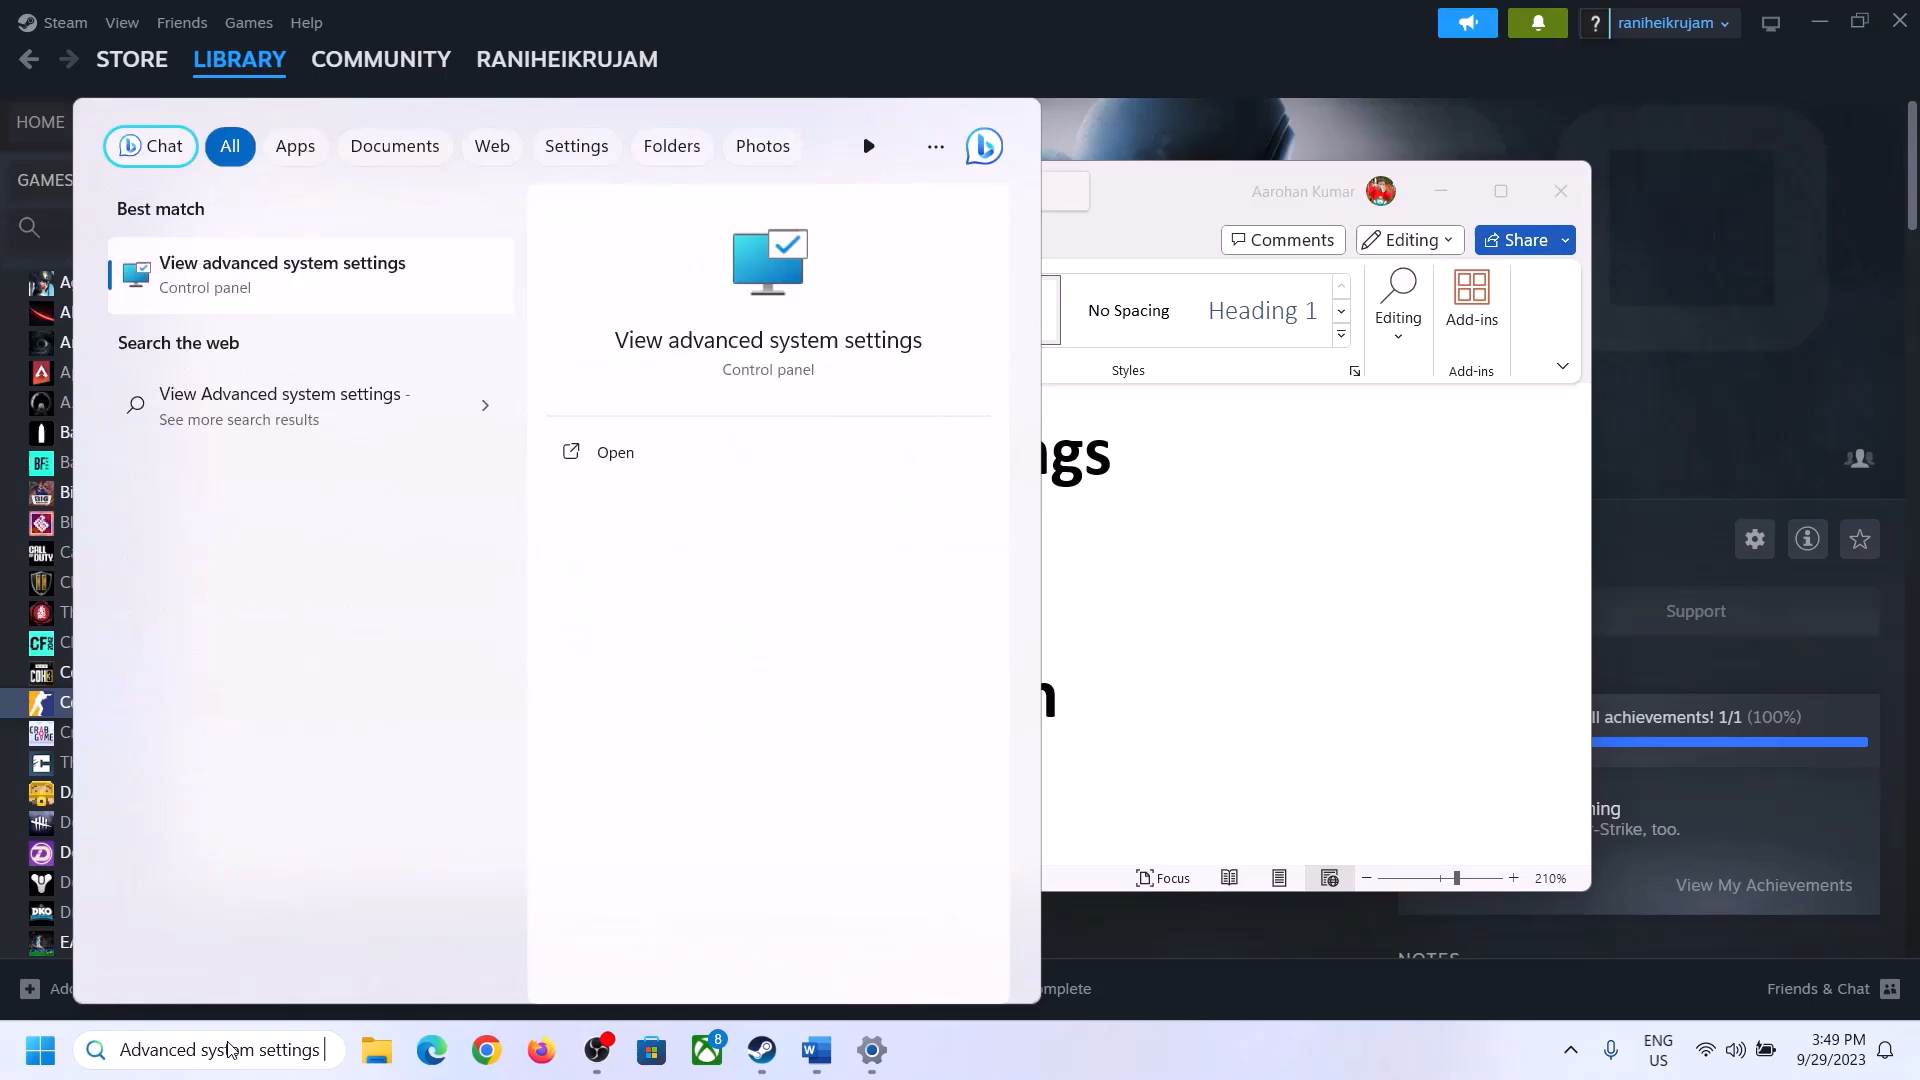 Steam View Friends Games Help
raniheikrujam
STORE LIBRARY COMMUNITY RANIHEIKRUJAM
HOME
GAMES
Chat All Apps Documents Web Settings Folders Photos
Best match
View advanced system settings
Control panel
Search the web
View Advanced system settings -
See more search results
View advanced system settings
Control panel
Open
Aarohan Kumar
Comments Editing Share
No Spacing Heading 1
Editing
Add-ins
Styles
Add-ins
ngs
n
Focus
210%
Support
ll achievements! 1/1 (100%)
-Strike, too.
View My Achievements
mplete
Friends & Chat
Advanced system settings
8
ENG
US
3:49 PM
9/29/2023